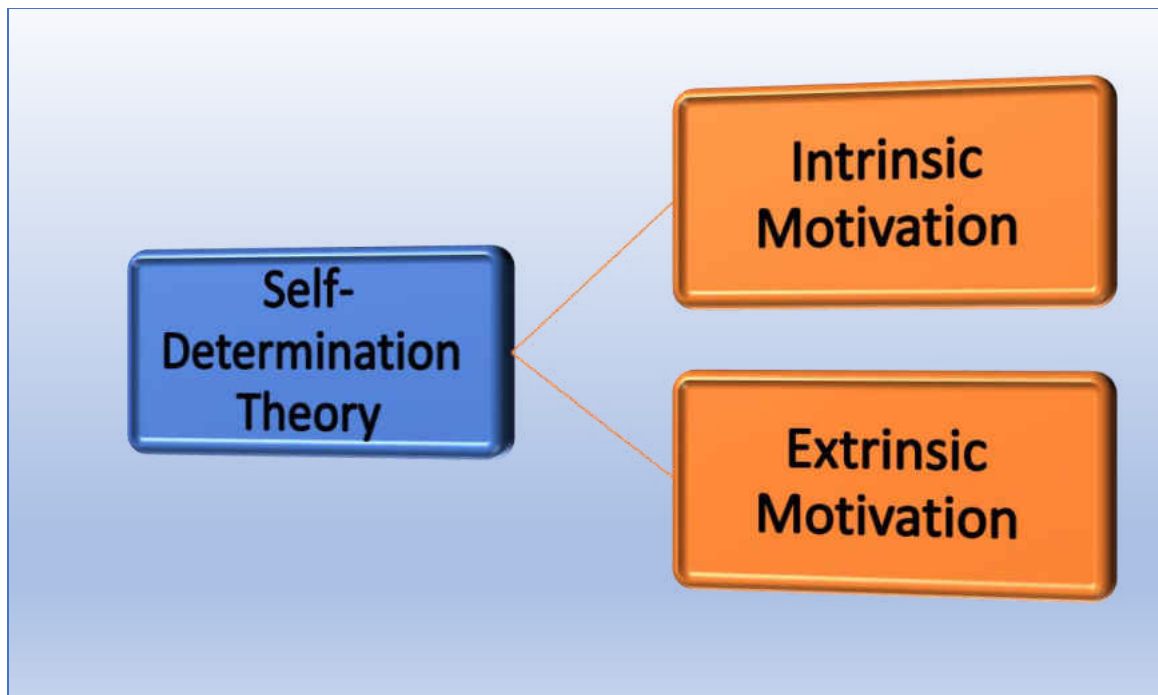 Self-
Determination
Theory
Intrinsic
Motivation
Extrinsic
Motivation